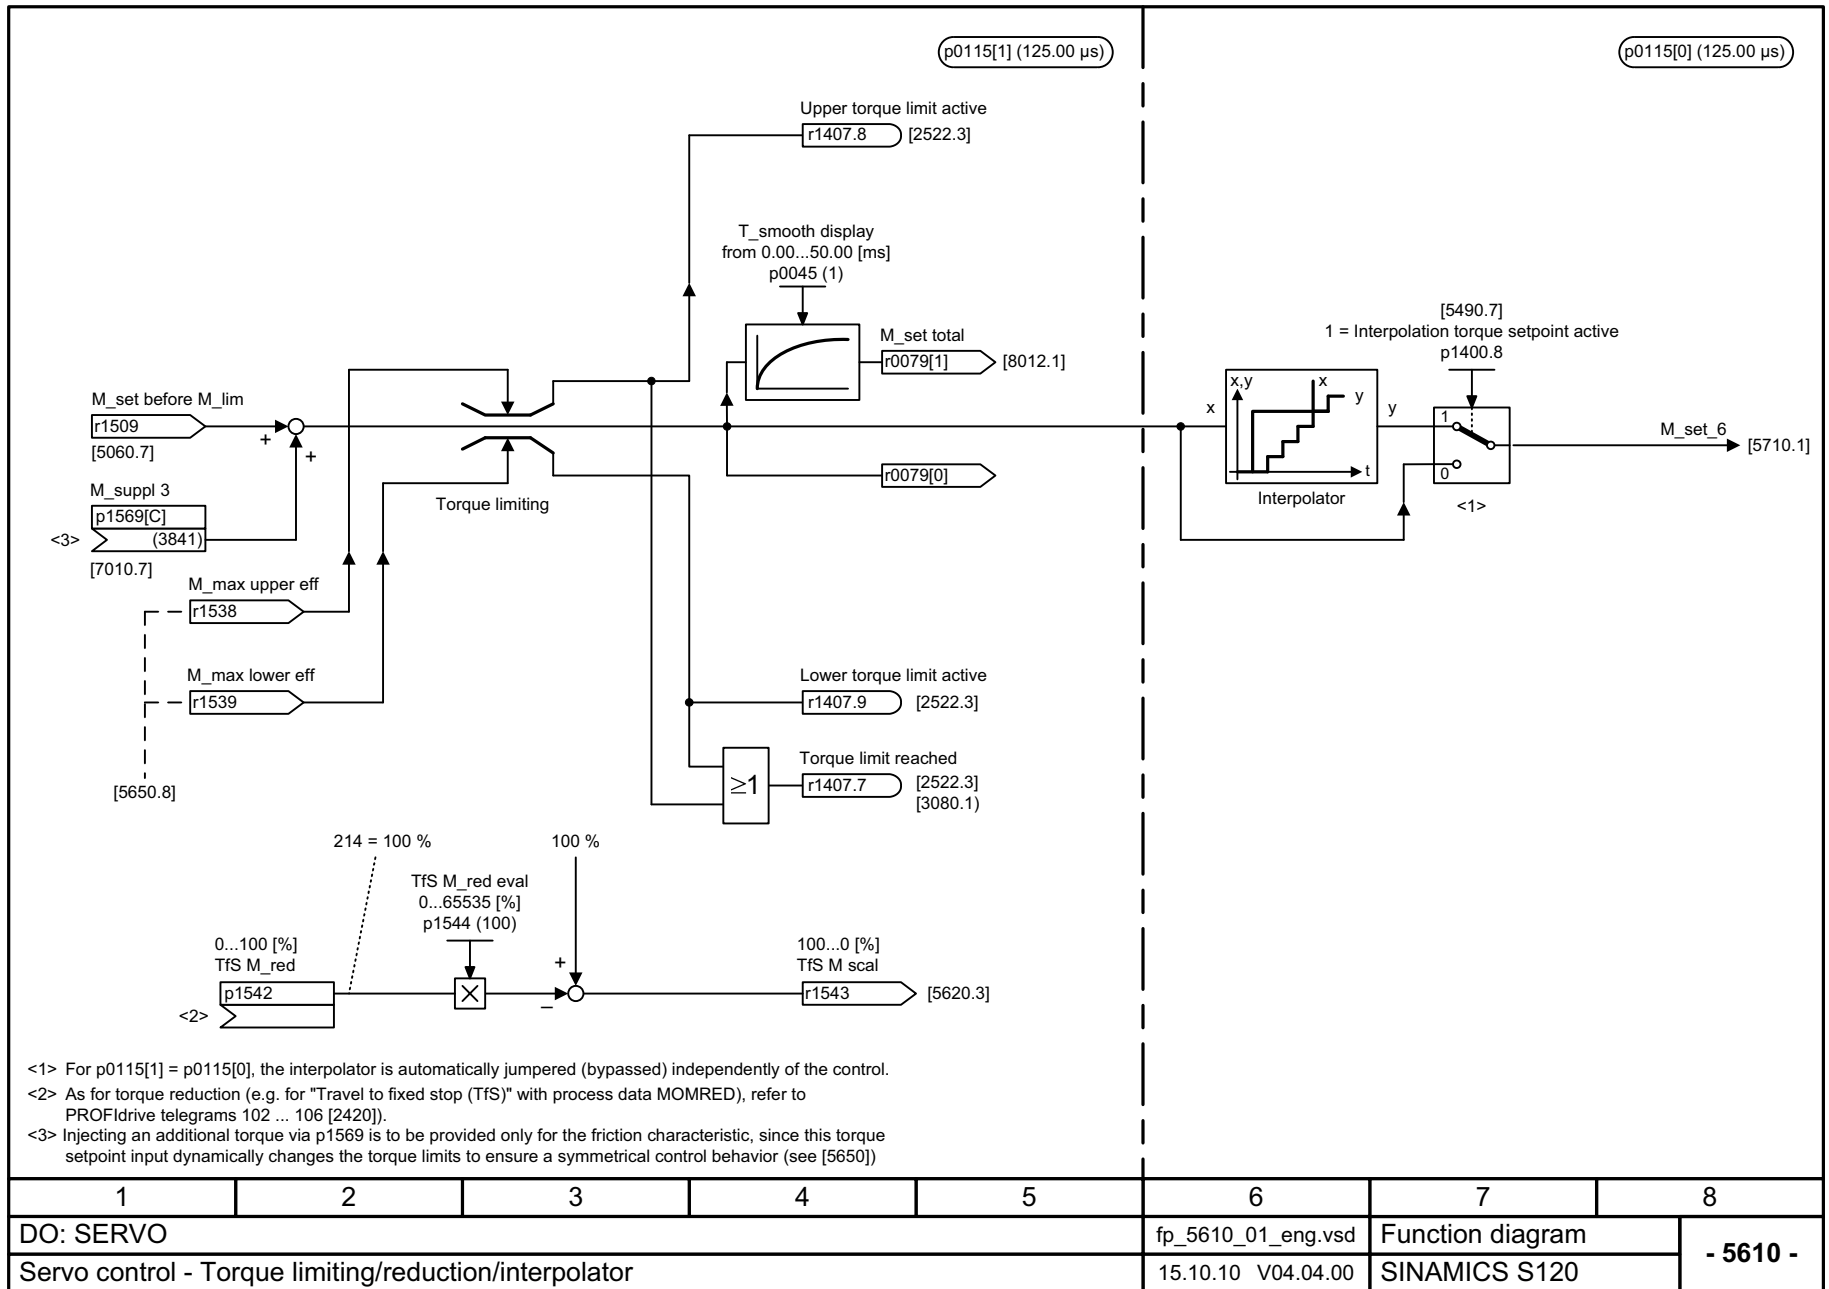 p0115[1] (125.00 µs)
p0115[0] (125.00 µs)
Upper torque limit active
r1407.8
[2522.3]
T_smooth display
from 0.00...50.00 [ms]
p0045 (1)
M_set total
r0079[1]
[8012.1]
[5490.7]
1 = Interpolation torque setpoint active
p1400.8
M_set before M_lim
r1509
[5060.7]
+
+
M_suppl 3
p1569[C]
<3>
(3841)
[7010.7]
Torque limiting
r0079[0]
x
x,y
x
y
t
Interpolator
y
1
0
<1>
M_set_6
[5710.1]
M_max upper eff
r1538
M_max lower eff
r1539
[5650.8]
Lower torque limit active
r1407.9
[2522.3]
≥1
Torque limit reached
r1407.7
[2522.3]
[3080.1)
214 = 100 %
100 %
TfS M_red eval
0...65535 [%]
p1544 (100)
0...100 [%]
TfS M_red
p1542
<2>
×
+
–
100...0 [%]
TfS M scal
r1543
[5620.3]
<1> For p0115[1] = p0115[0], the interpolator is automatically jumpered (bypassed) independently of the control.
<2> As for torque reduction (e.g. for "Travel to fixed stop (TfS)" with process data MOMRED), refer to
PROFIdrive telegrams 102 ... 106 [2420]).
<3> Injecting an additional torque via p1569 is to be provided only for the friction characteristic, since this torque
setpoint input dynamically changes the torque limits to ensure a symmetrical control behavior (see [5650])
1 2 3 4 5 6 7 8
DO: SERVO
fp_5610_01_eng.vsd
Function diagram
- 5610 -
Servo control - Torque limiting/reduction/interpolator
15.10.10 V04.04.00
SINAMICS S120